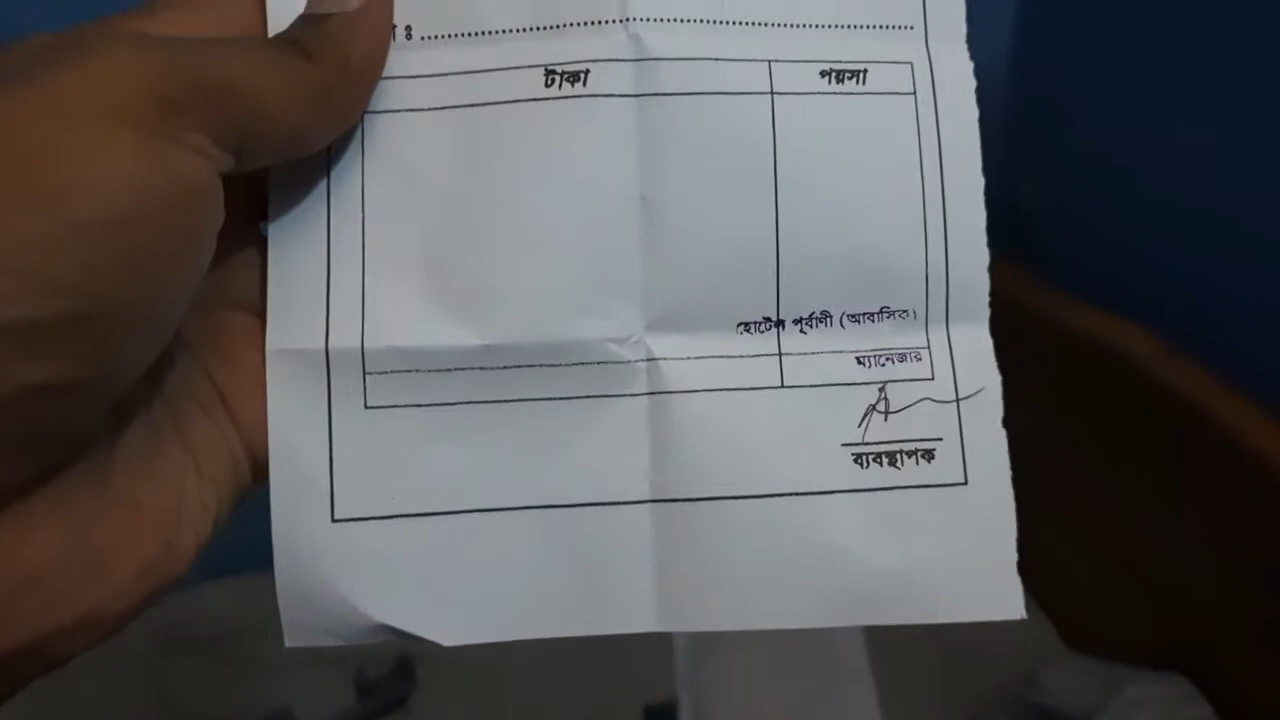 টাকা পয়সা
হোটেল পূর্বাণী (আবাসিক)
ম্যানেজার
ব্যবস্থাপক